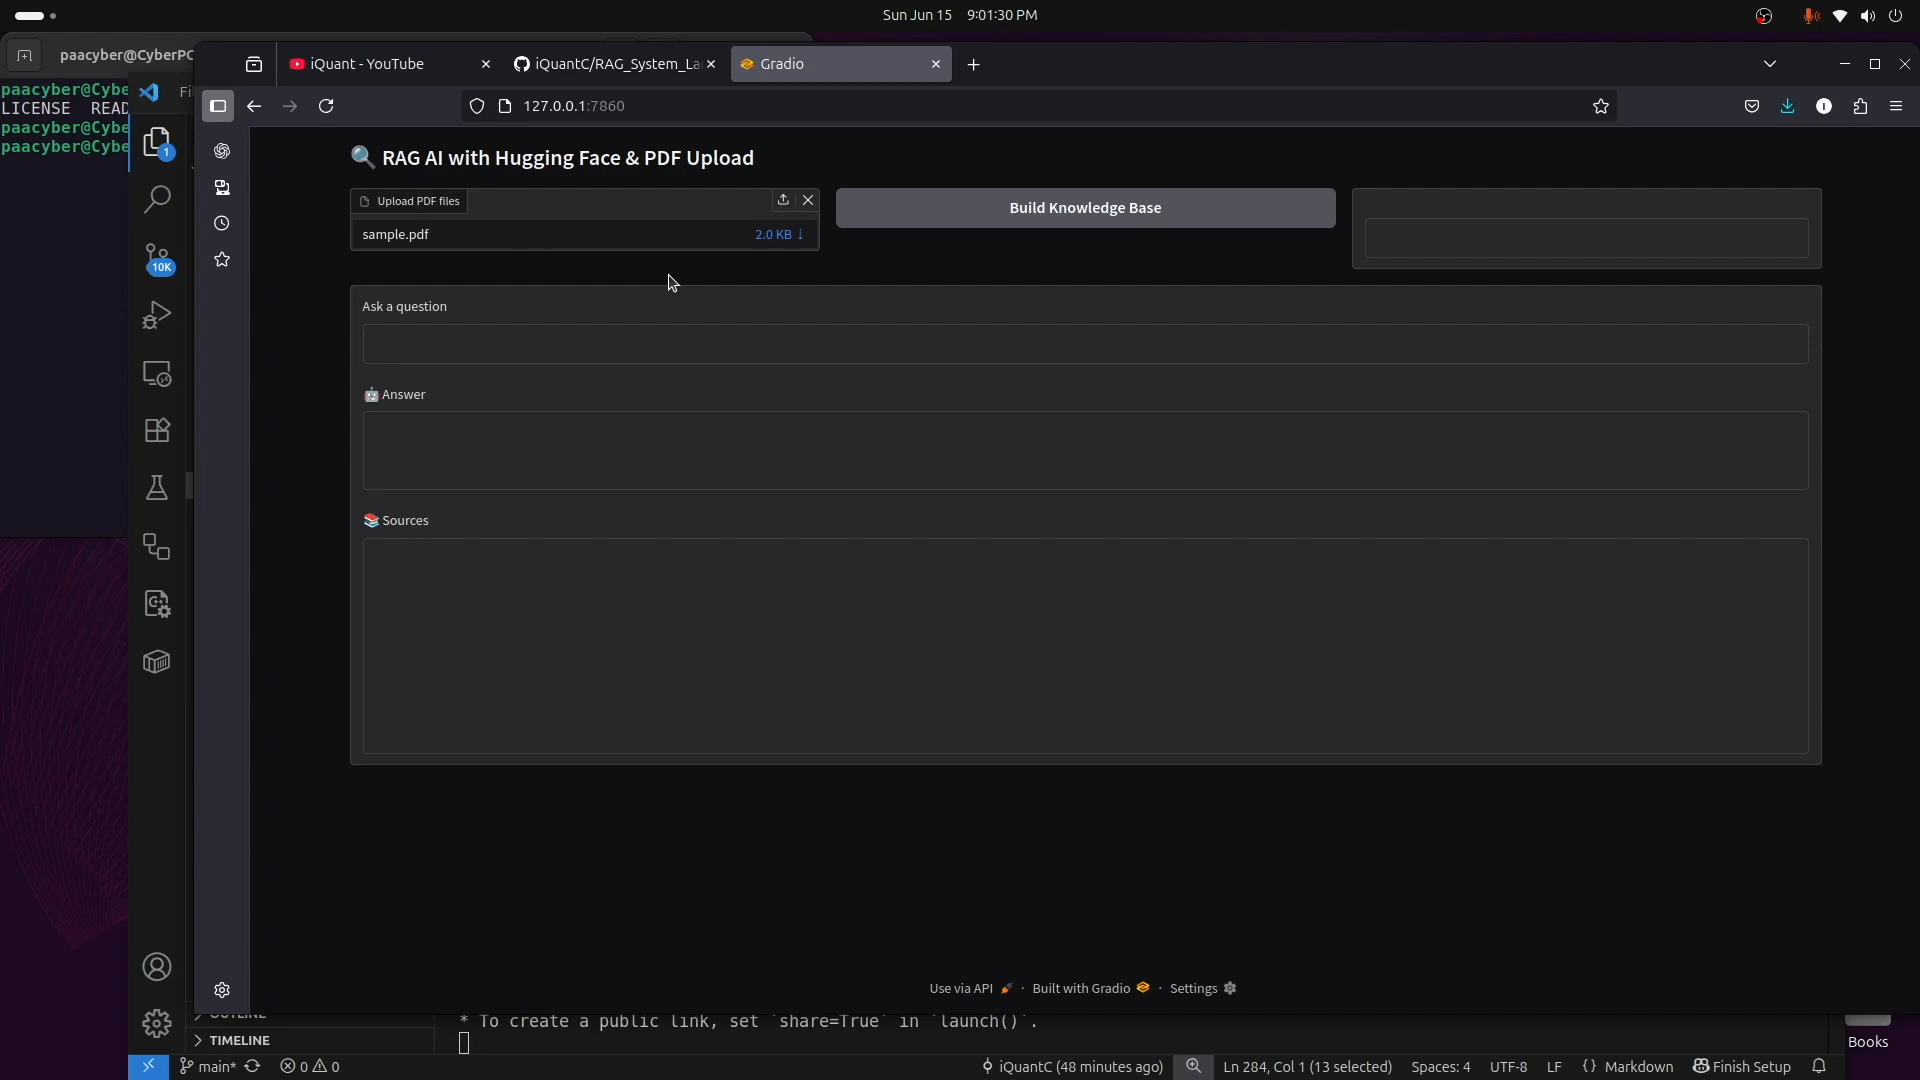 Sun Jun 15 9:01:30 PM
paacyber@CyberPC
iQuant - YouTube
iQuantC/RAG_System_La
Gradio
paacyber@Cybe
LICENSE READ
paacyber@Cybe
paacyber@Cybe
Fi
1
10K
127.0.0.1:7860
🔍 RAG AI with Hugging Face & PDF Upload
Upload PDF files
sample.pdf 2.0 KB ↓
Build Knowledge Base
Ask a question
🤖 Answer
📚 Sources
Use via API 🚀 · Built with Gradio · Settings
OUTLINE
TIMELINE
* To create a public link, set `share=True` in `launch()`.
Books
main* 0 0 iQuantC (48 minutes ago) Ln 284, Col 1 (13 selected) Spaces: 4 UTF-8 LF {} Markdown Finish Setup